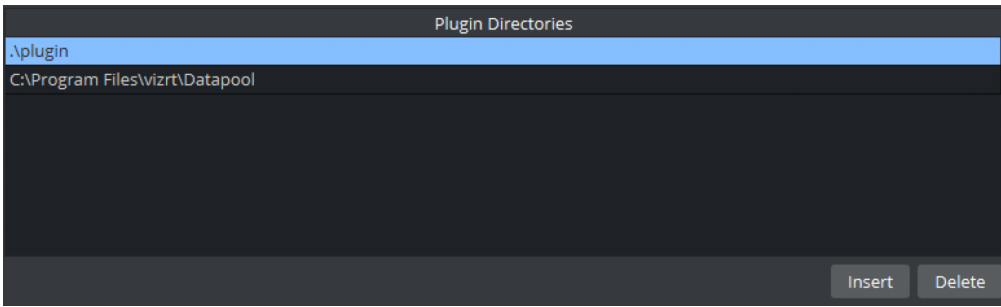 Plugin Directories
.\plugin
C:\Program Files\vizrt\Datapool
Insert Delete